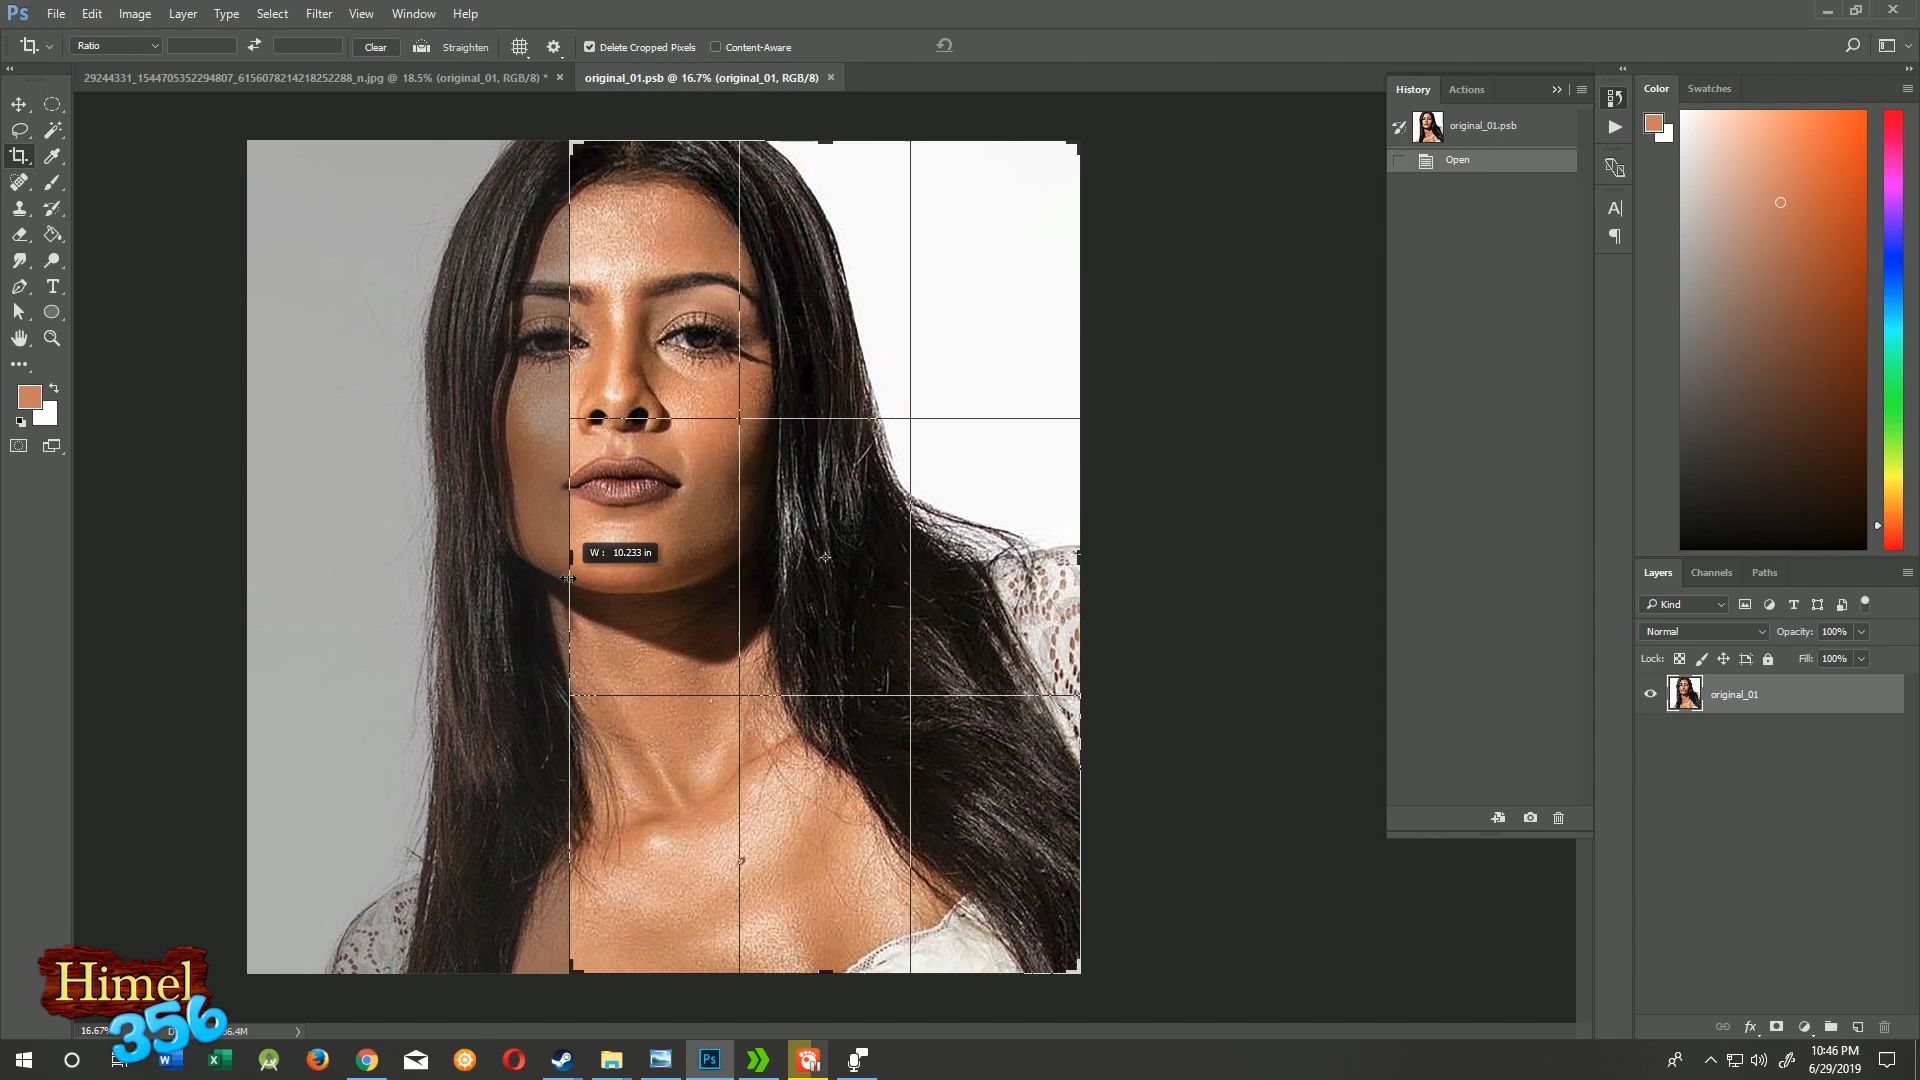 Ps File Edit Image Layer Type Select Filter 3D View Window Help
Ratio Clear Straighten Delete Cropped Pixels Content-Aware
29244331_1544705352294807_6156078214218252288_n.jpg @ 18.5% (original_01, RGB/8) * ×
original_01.psb @ 16.7% (original_01, RGB/8) ×
History Actions
original_01.psb
Open
Color Swatches
W : 10.233 in
Layers Channels Paths
Kind
Normal Opacity: 100%
Lock: Fill: 100%
original_01
Himel
356
16.67%
10:46 PM
6/29/2019